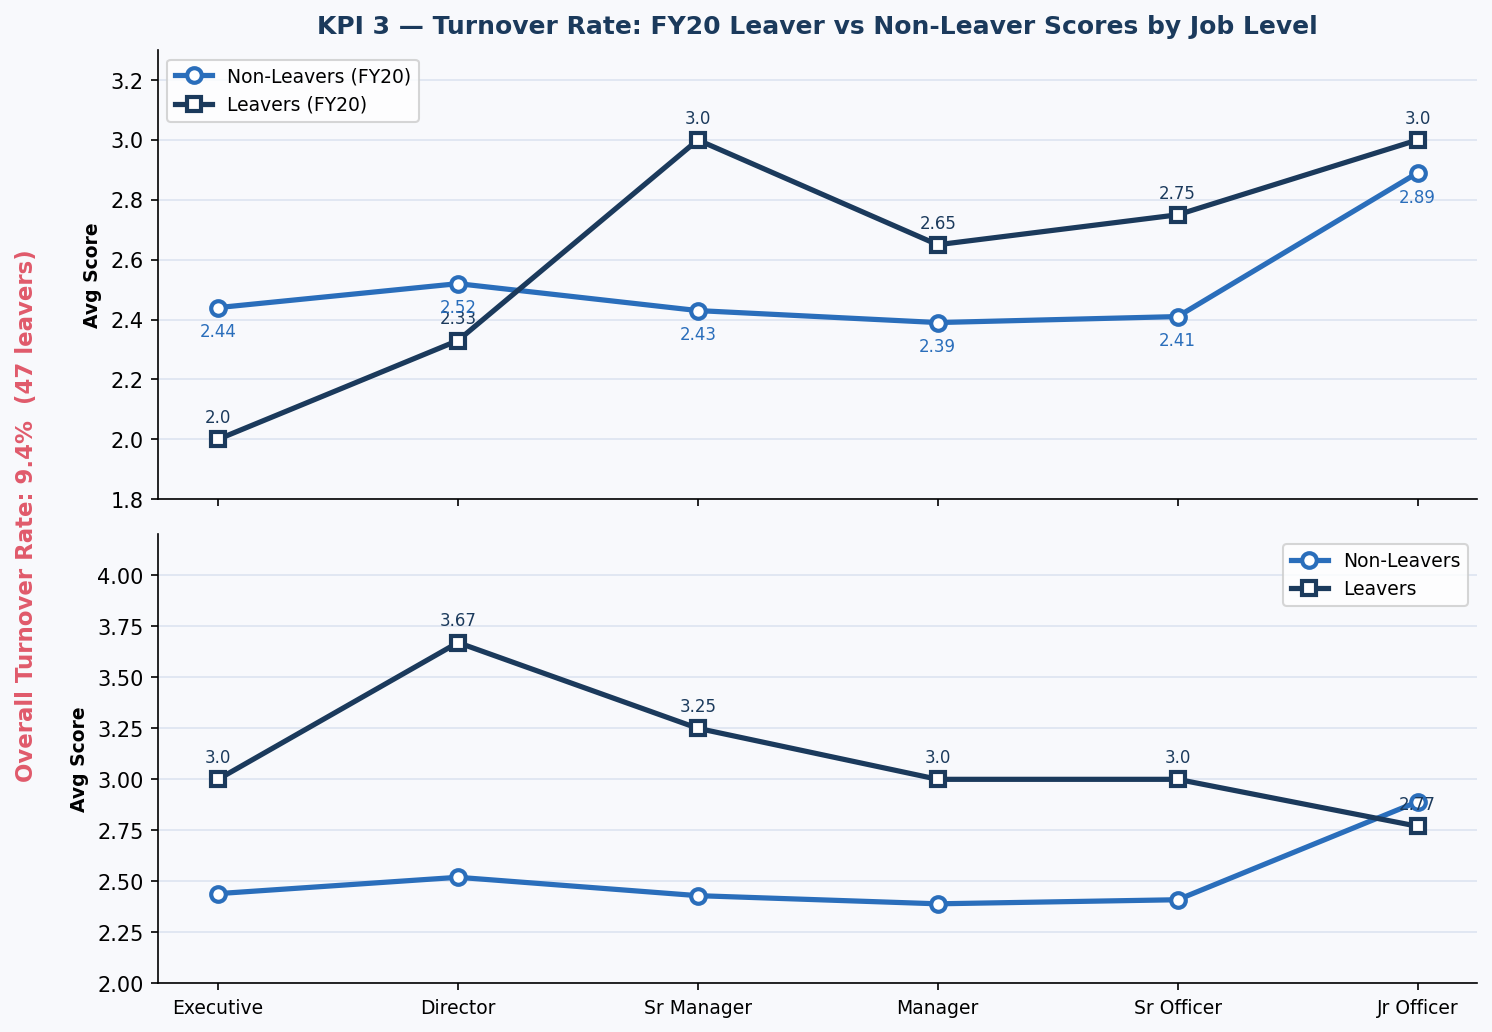 KPI 3 — Turnover Rate: FY20 Leaver vs Non-Leaver Scores by Job Level
Overall Turnover Rate: 9.4%  (47 leavers)
Avg Score
3.2
3.0
2.8
2.6
2.4
2.2
2.0
1.8
Non-Leavers (FY20)
Leavers (FY20)
2.44
2.52
2.43
2.39
2.41
2.89
2.0
2.33
3.0
2.65
2.75
3.0
Avg Score
4.00
3.75
3.50
3.25
3.00
2.75
2.50
2.25
2.00
Non-Leavers
Leavers
3.0
3.67
3.25
3.0
3.0
2.77
Executive
Director
Sr Manager
Manager
Sr Officer
Jr Officer